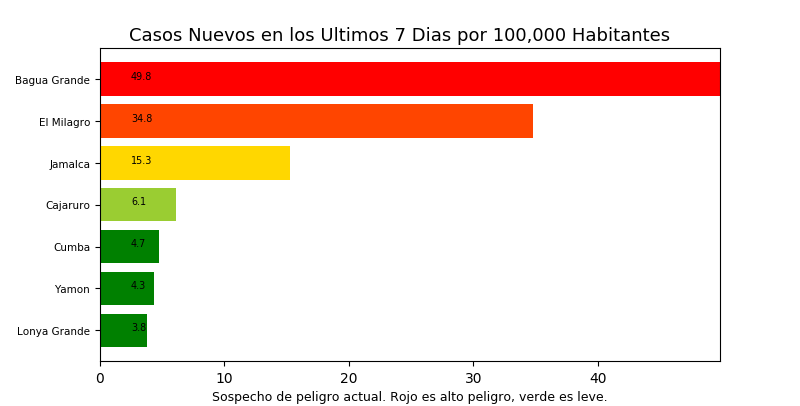 Casos Nuevos en los Ultimos 7 Dias por 100,000 Habitantes
Bagua Grande 49.8
El Milagro 34.8
Jamalca 15.3
Cajaruro 6.1
Cumba 4.7
Yamon 4.3
Lonya Grande 3.8
0 10 20 30 40
Sospecho de peligro actual. Rojo es alto peligro, verde es leve.